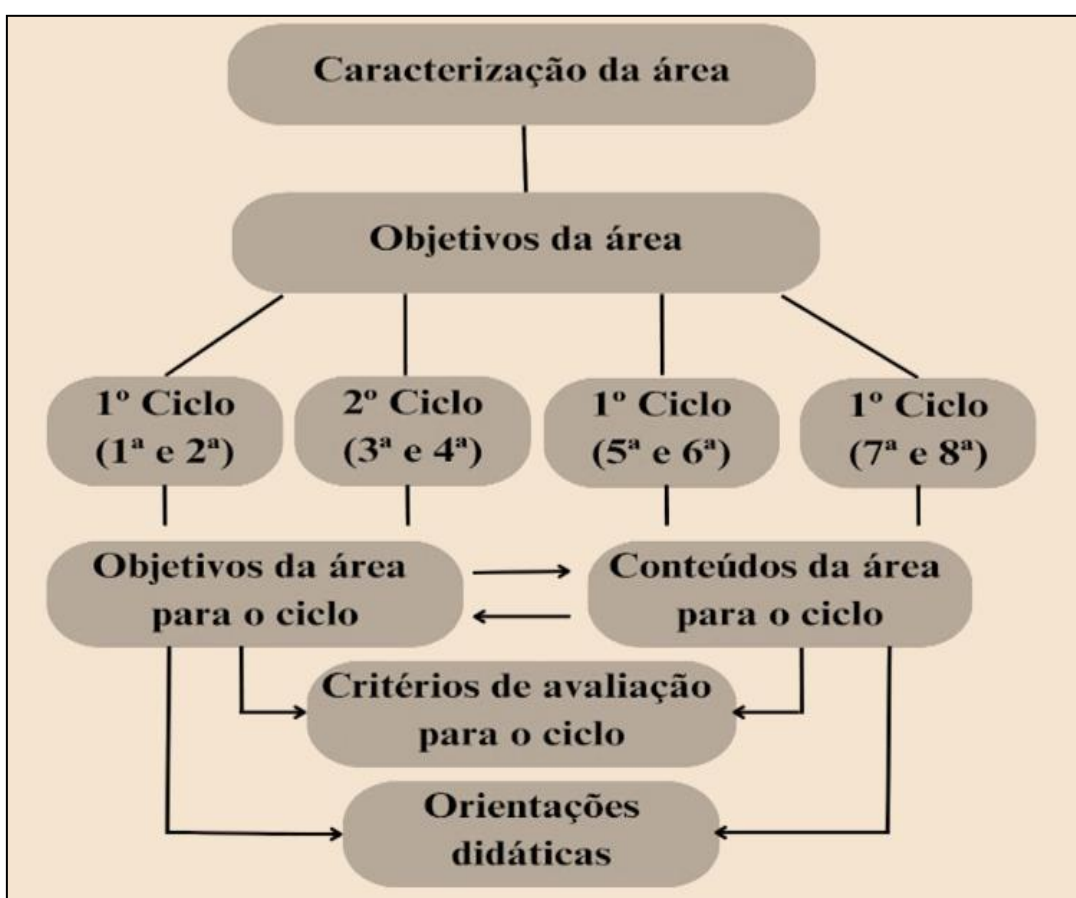 Caracterização da área
Objetivos da área
1º Ciclo
(1ª e 2ª)
2º Ciclo
(3ª e 4ª)
1º Ciclo
(5ª e 6ª)
1º Ciclo
(7ª e 8ª)
Objetivos da área
para o ciclo
Conteúdos da área
para o ciclo
Critérios de avaliação
para o ciclo
Orientações
didáticas